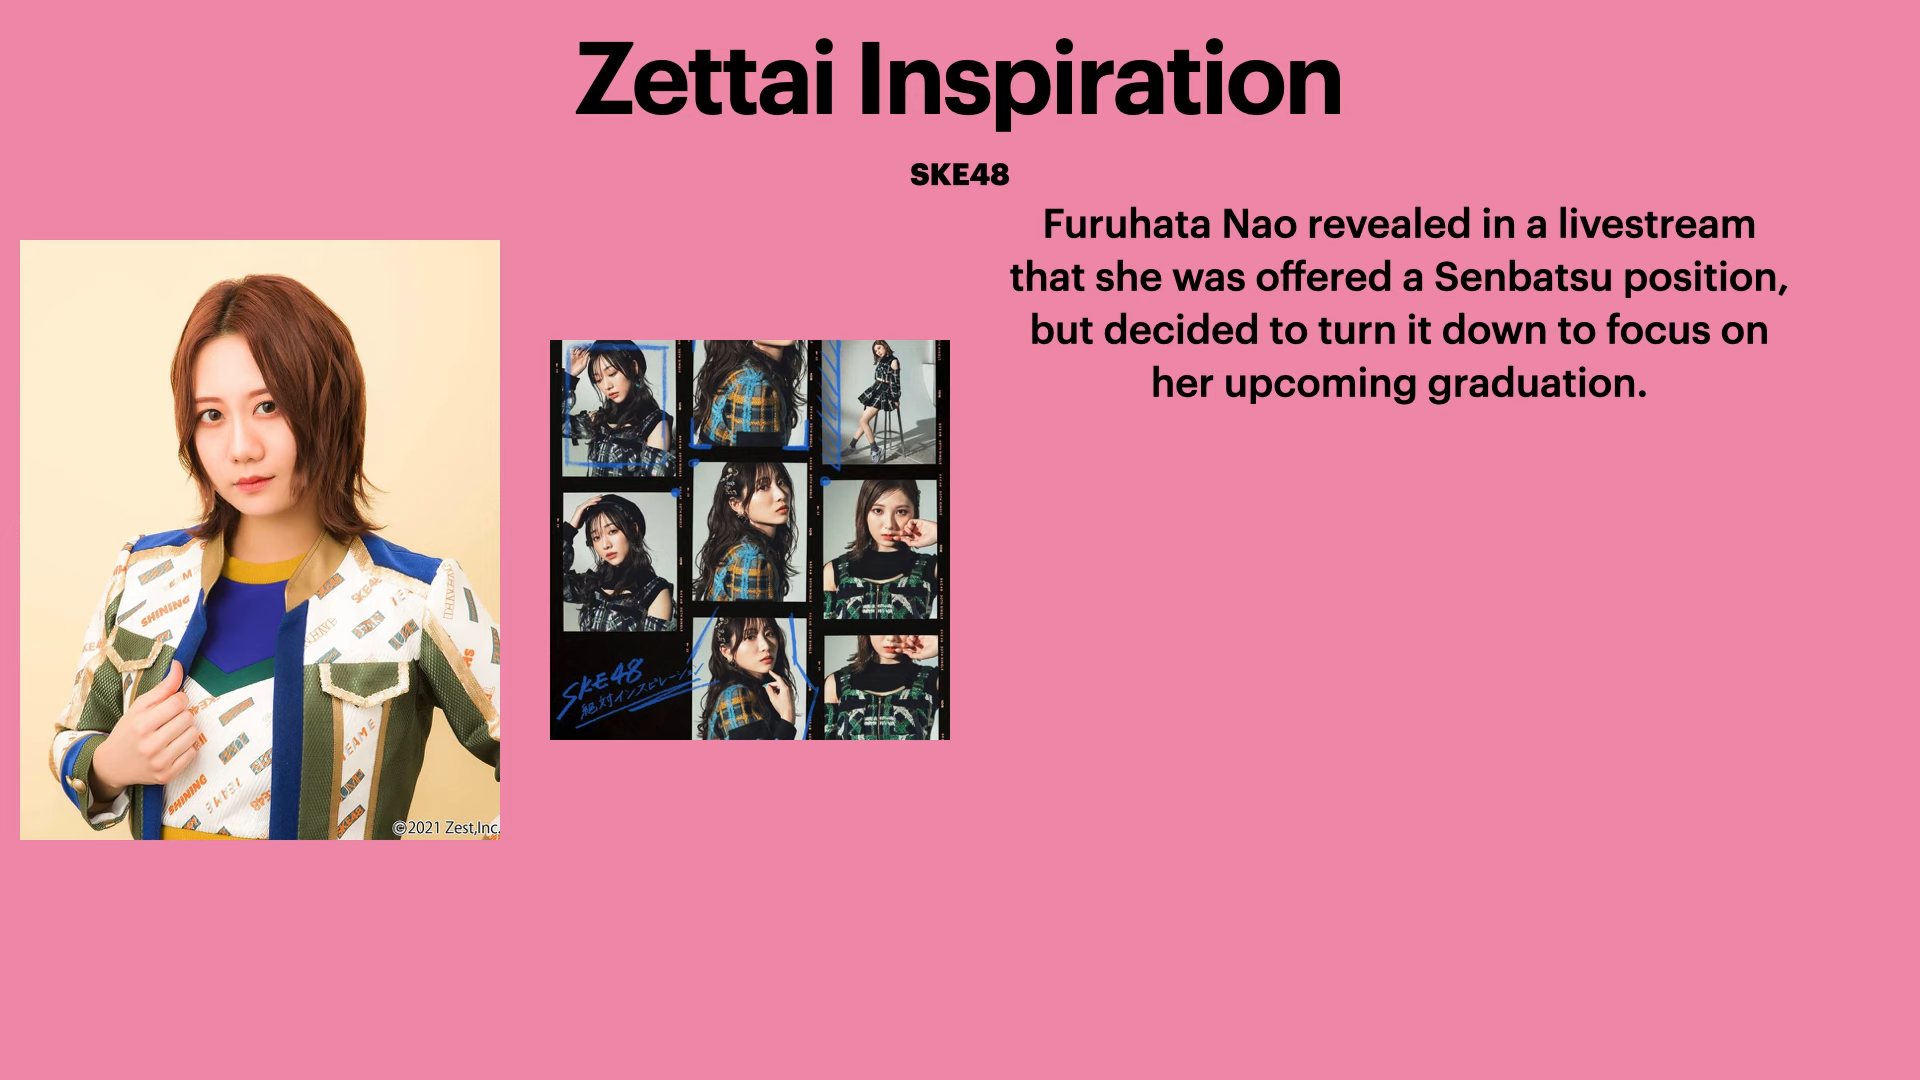 Zettai Inspiration
SKE48
Furuhata Nao revealed in a livestream
that she was offered a Senbatsu position,
but decided to turn it down to focus on
her upcoming graduation.
SHINING
SHINING
©2021 Zest,Inc.
SKE48
絶対インスピレーション